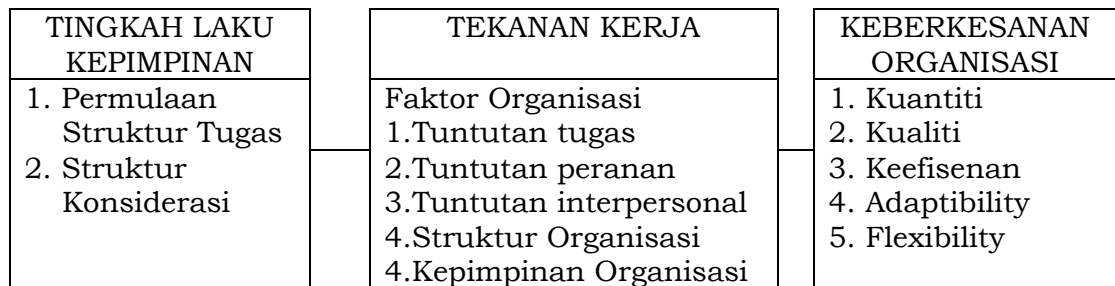 TINGKAH LAKU
KEPIMPINAN
1. Permulaan
Struktur Tugas
2. Struktur
Konsiderasi
TEKANAN KERJA
Faktor Organisasi
1.Tuntutan tugas
2.Tuntutan peranan
3.Tuntutan interpersonal
4.Struktur Organisasi
4.Kepimpinan Organisasi
KEBERKESANAN
ORGANISASI
1. Kuantiti
2. Kualiti
3. Keefisenan
4. Adaptibility
5. Flexibility